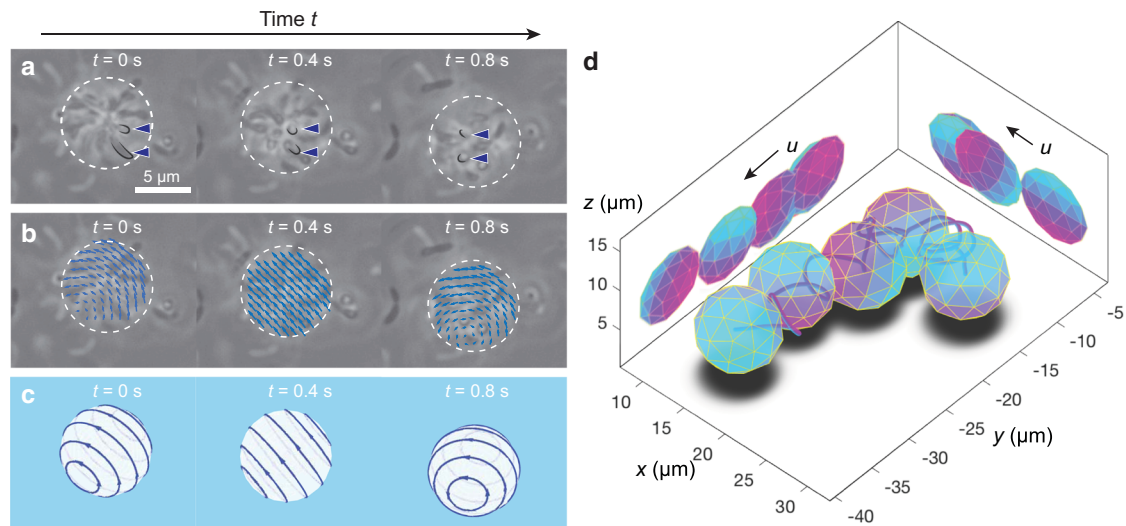 Time t
a
t = 0 s
t = 0.4 s
t = 0.8 s
5 µm
b
t = 0 s
t = 0.4 s
t = 0.8 s
c
t = 0 s
t = 0.4 s
t = 0.8 s
d
u
u
z (µm)
15
10
5
10
15
20
25
30
x (µm)
-40
-35
-30
-25
-20
-15
-10
-5
y (µm)